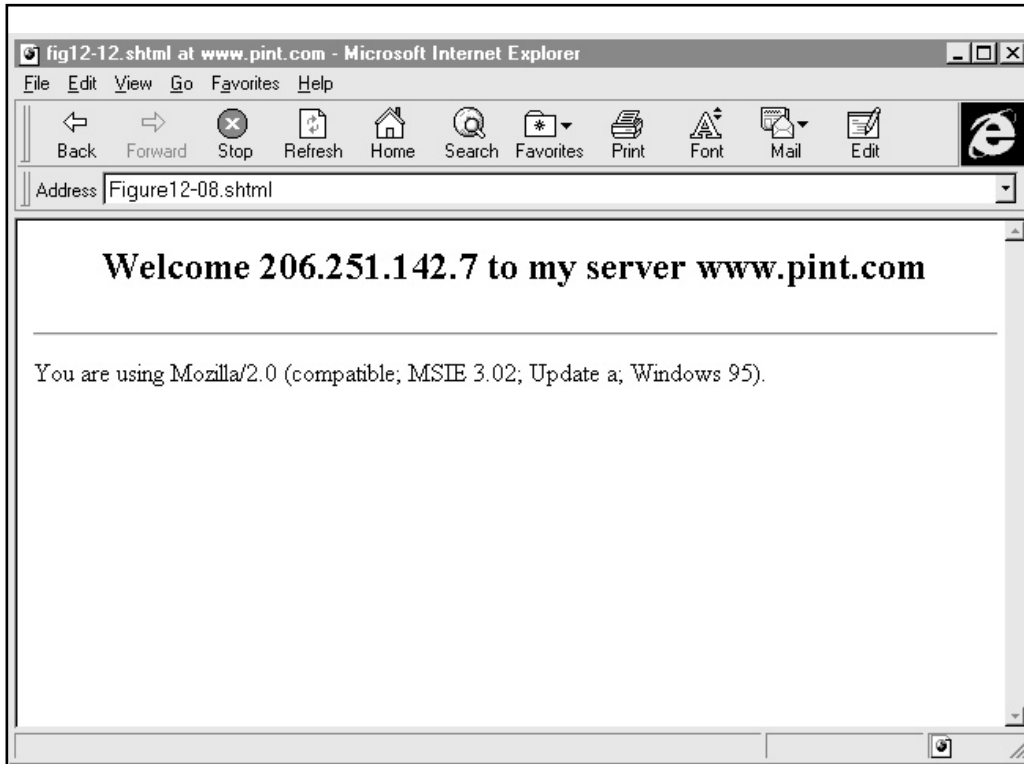 fig12-12.shtml at www.pint.com - Microsoft Internet Explorer
File Edit View Go Favorites Help
Back Forward Stop Refresh Home Search Favorites Print Font Mail Edit
Address Figure12-08.shtml
Welcome 206.251.142.7 to my server www.pint.com
You are using Mozilla/2.0 (compatible; MSIE 3.02; Update a; Windows 95).